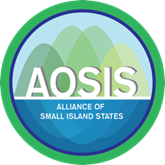 AOSIS
ALLIANCE OF
SMALL ISLAND STATES